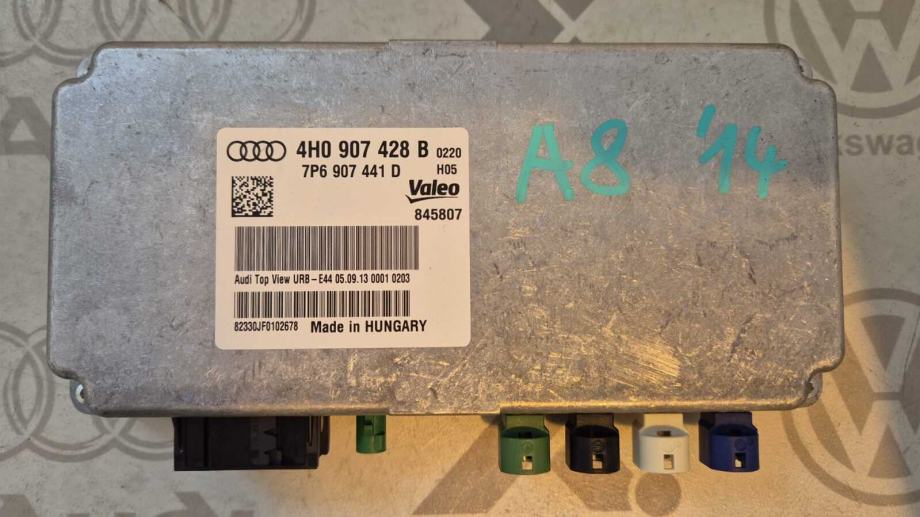 4H0 907 428 B 0220
7P6 907 441 D H05
Valeo
845807
Audi Top View URB-E44 05.09.13 0001 0203
82330JF0102678 Made in HUNGARY
A8 '14
kswag